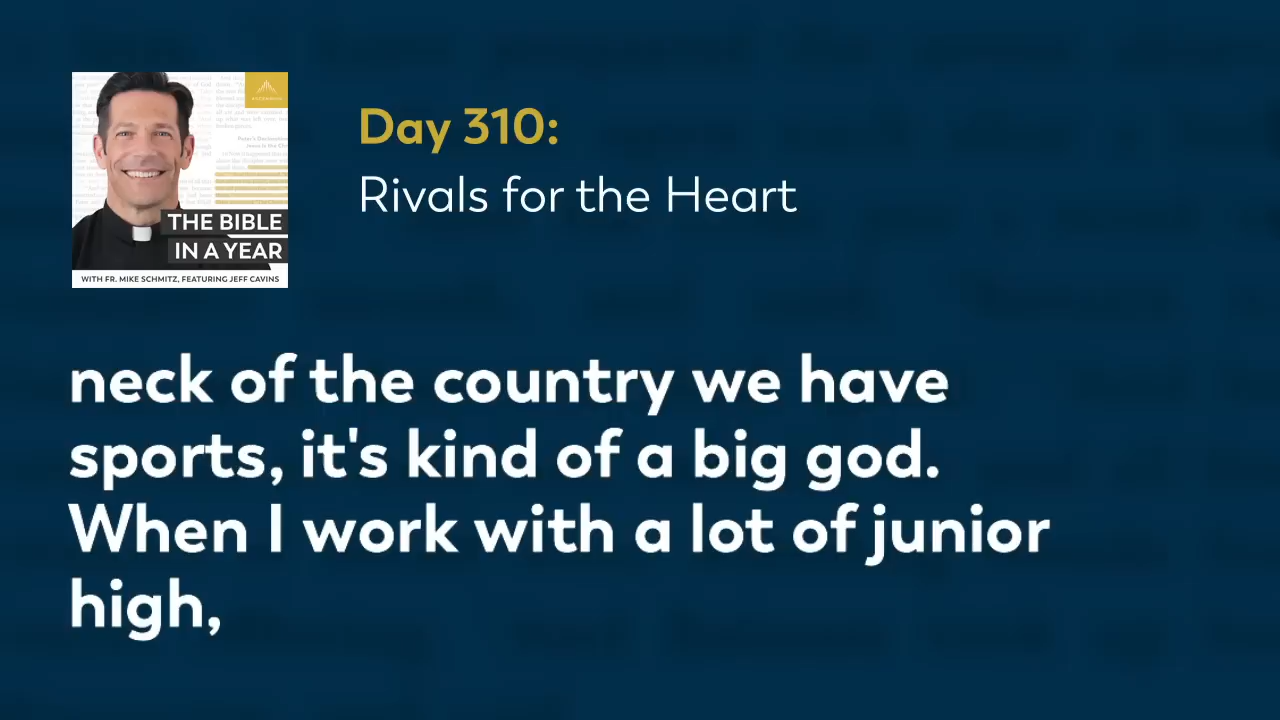 Day 310:
Rivals for the Heart
THE BIBLE
IN A YEAR
WITH FR. MIKE SCHMITZ, FEATURING JEFF CAVINS
neck of the country we have
sports, it's kind of a big god.
When I work with a lot of junior
high,